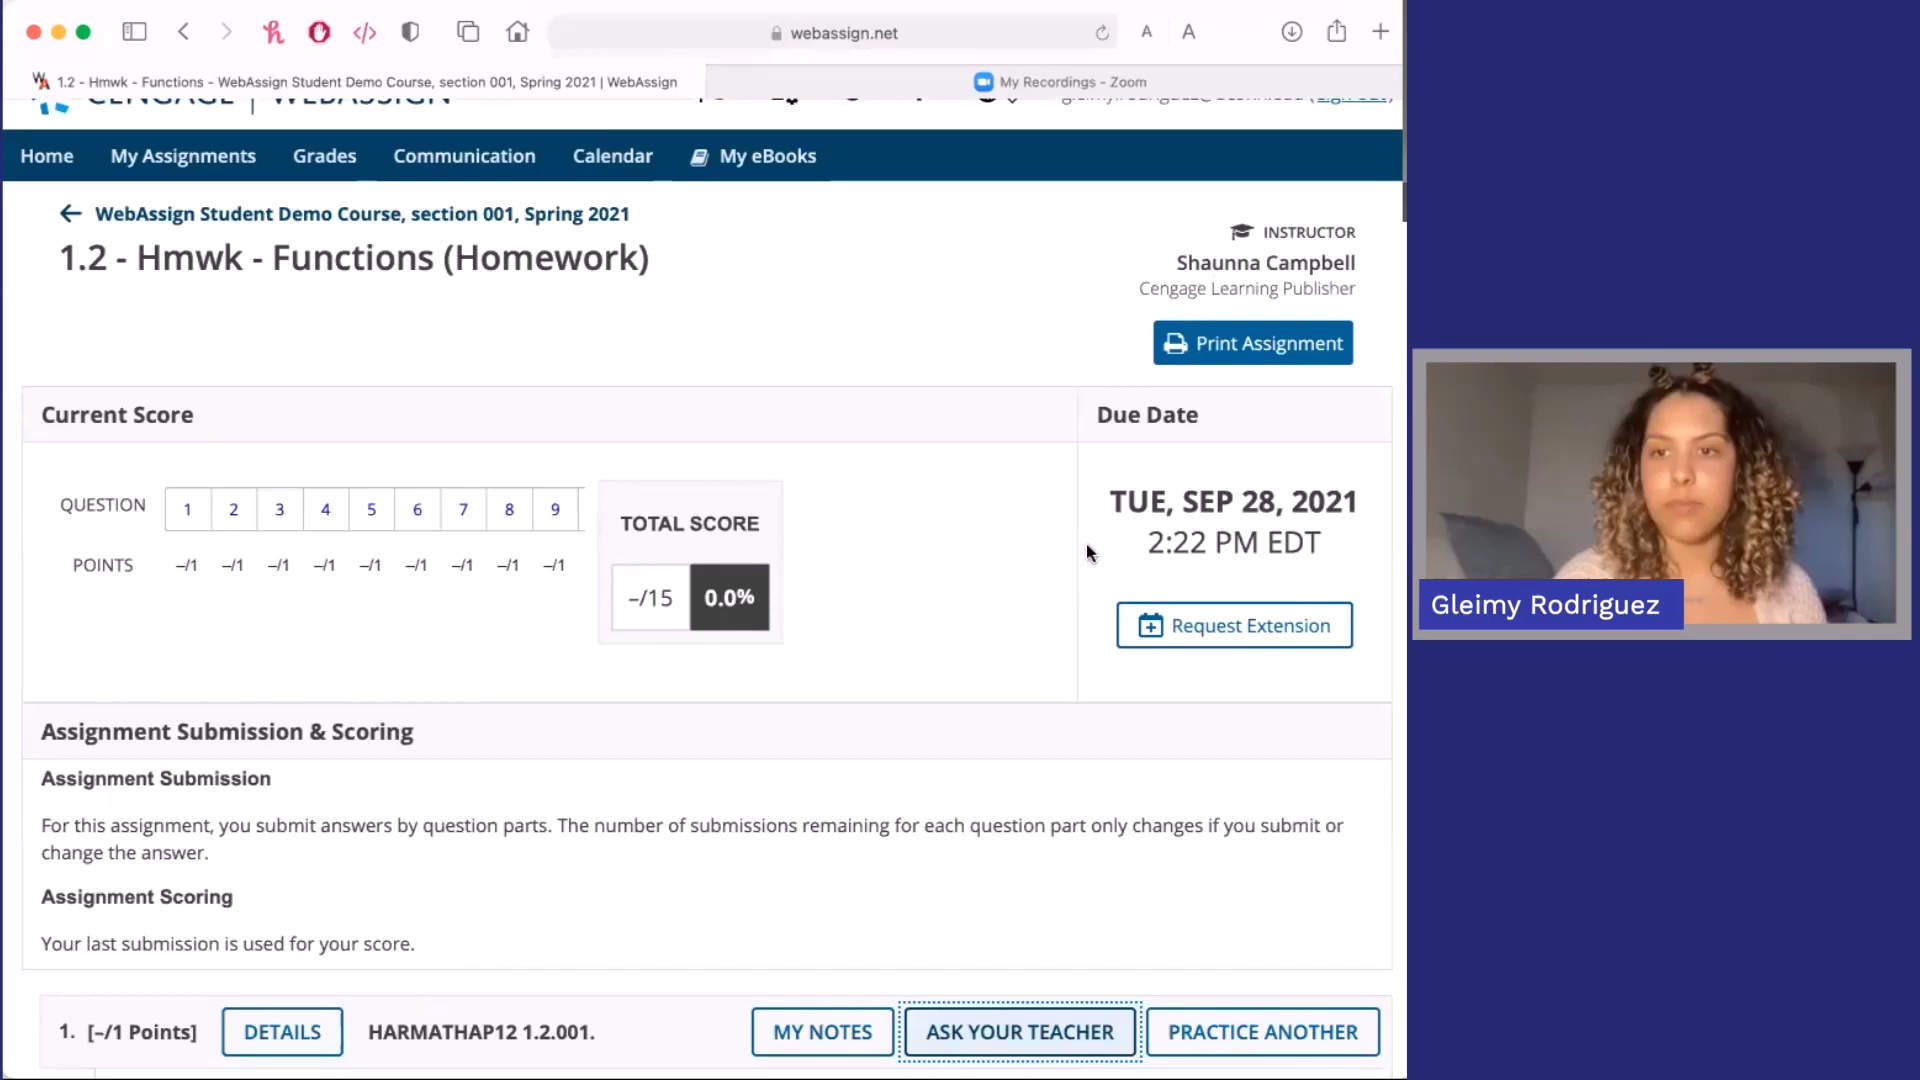 webassign.net
A A
1.2 - Hmwk - Functions - WebAssign Student Demo Course, section 001, Spring 2021 | WebAssign
My Recordings - Zoom
CENGAGE | WEBASSIGN
Home
My Assignments
Grades
Communication
Calendar
My eBooks
WebAssign Student Demo Course, section 001, Spring 2021
1.2 - Hmwk - Functions (Homework)
INSTRUCTOR
Shaunna Campbell
Cengage Learning Publisher
Print Assignment
Current Score
Due Date
QUESTION 1 2 3 4 5 6 7 8 9
POINTS –/1 –/1 –/1 –/1 –/1 –/1 –/1 –/1 –/1
TOTAL SCORE
–/15 0.0%
TUE, SEP 28, 2021
2:22 PM EDT
Request Extension
Gleimy Rodriguez
Assignment Submission & Scoring
Assignment Submission
For this assignment, you submit answers by question parts. The number of submissions remaining for each question part only changes if you submit or
change the answer.
Assignment Scoring
Your last submission is used for your score.
1. [–/1 Points]
DETAILS
HARMATHAP12 1.2.001.
MY NOTES
ASK YOUR TEACHER
PRACTICE ANOTHER